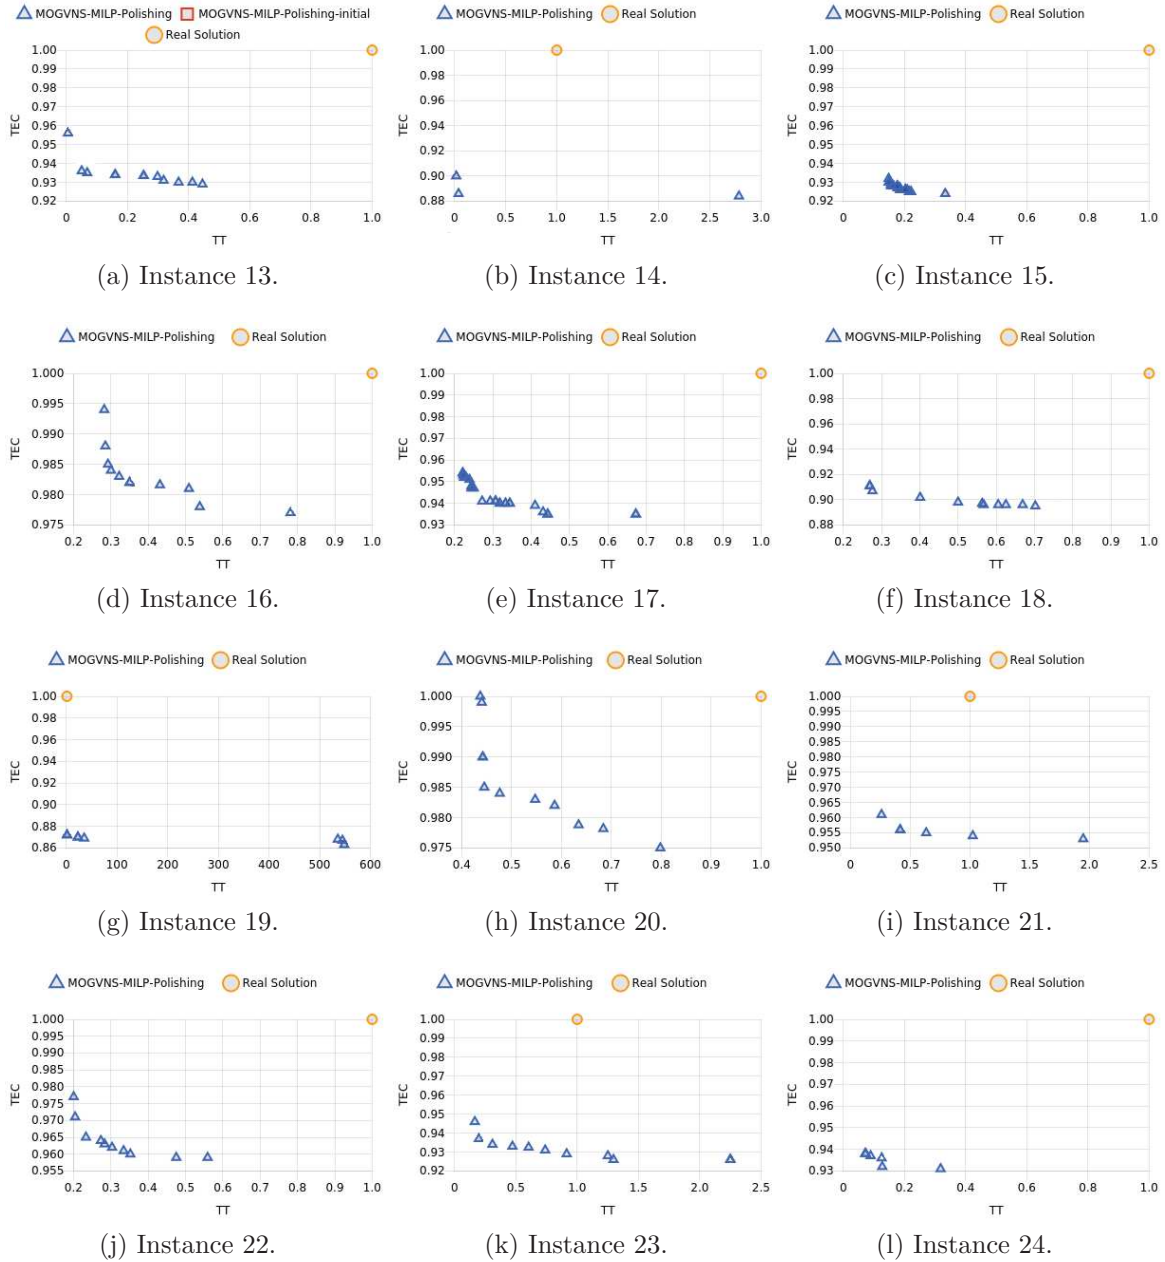 MOGVNS-MILP-Polishing MOGVNS-MILP-Polishing-initial
Real Solution
1.00
0.99
0.98
0.97
0.96
0.95
0.94
0.93
0.92
TEC
0 0.2 0.4 0.6 0.8 1.0
TT
(a) Instance 13.
MOGVNS-MILP-Polishing Real Solution
1.00
0.98
0.96
0.94
0.92
0.90
0.88
TEC
0 0.5 1.0 1.5 2.0 2.5 3.0
TT
(b) Instance 14.
MOGVNS-MILP-Polishing Real Solution
1.00
0.99
0.98
0.97
0.96
0.95
0.94
0.93
0.92
TEC
0 0.2 0.4 0.6 0.8 1.0
TT
(c) Instance 15.
MOGVNS-MILP-Polishing Real Solution
1.000
0.995
0.990
0.985
0.980
0.975
TEC
0.2 0.3 0.4 0.5 0.6 0.7 0.8 0.9 1.0
TT
(d) Instance 16.
MOGVNS-MILP-Polishing Real Solution
1.00
0.99
0.98
0.97
0.96
0.95
0.94
0.93
TEC
0.2 0.3 0.4 0.5 0.6 0.7 0.8 0.9 1.0
TT
(e) Instance 17.
MOGVNS-MILP-Polishing Real Solution
1.00
0.98
0.96
0.94
0.92
0.90
0.88
TEC
0.2 0.3 0.4 0.5 0.6 0.7 0.8 0.9 1.0
TT
(f) Instance 18.
MOGVNS-MILP-Polishing Real Solution
1.00
0.98
0.96
0.94
0.92
0.90
0.88
0.86
TEC
0 100 200 300 400 500 600
TT
(g) Instance 19.
MOGVNS-MILP-Polishing Real Solution
1.000
0.995
0.990
0.985
0.980
0.975
TEC
0.4 0.5 0.6 0.7 0.8 0.9 1.0
TT
(h) Instance 20.
MOGVNS-MILP-Polishing Real Solution
1.000
0.995
0.990
0.985
0.980
0.975
0.970
0.965
0.960
0.955
0.950
TEC
0 0.5 1.0 1.5 2.0 2.5
TT
(i) Instance 21.
MOGVNS-MILP-Polishing Real Solution
1.000
0.995
0.990
0.985
0.980
0.975
0.970
0.965
0.960
0.955
TEC
0.2 0.3 0.4 0.5 0.6 0.7 0.8 0.9 1.0
TT
(j) Instance 22.
MOGVNS-MILP-Polishing Real Solution
1.00
0.99
0.98
0.97
0.96
0.95
0.94
0.93
0.92
TEC
0 0.5 1.0 1.5 2.0 2.5
TT
(k) Instance 23.
MOGVNS-MILP-Polishing Real Solution
1.00
0.99
0.98
0.97
0.96
0.95
0.94
0.93
TEC
0 0.2 0.4 0.6 0.8 1.0
TT
(l) Instance 24.